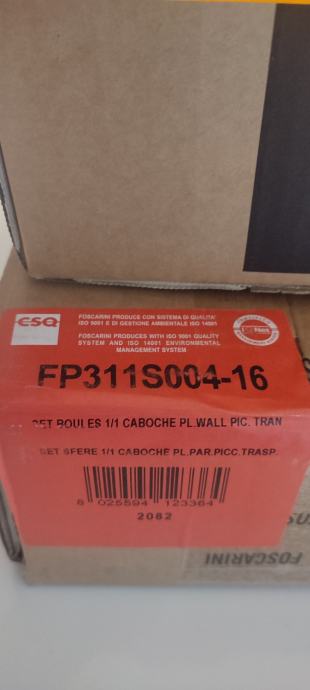 CSQ
FOSCARINI PRODUCE CON SISTEMA DI QUALITA'
ISO 9001 E DI GESTIONE AMBIENTALE ISO 14001
FOSCARINI PRODUCES WITH ISO 9001 QUALITY
SYSTEM AND ISO 14001 ENVIRONMENTAL
MANAGEMENT SYSTEM
FP311S004-16
SET BOULES 1/1 CABOCHE PL.WALL PIC. TRAN
SET SFERE 1/1 CABOCHE PL.PAR.PICC.TRASP.
8 025594 123364
2082
FOSCARINI